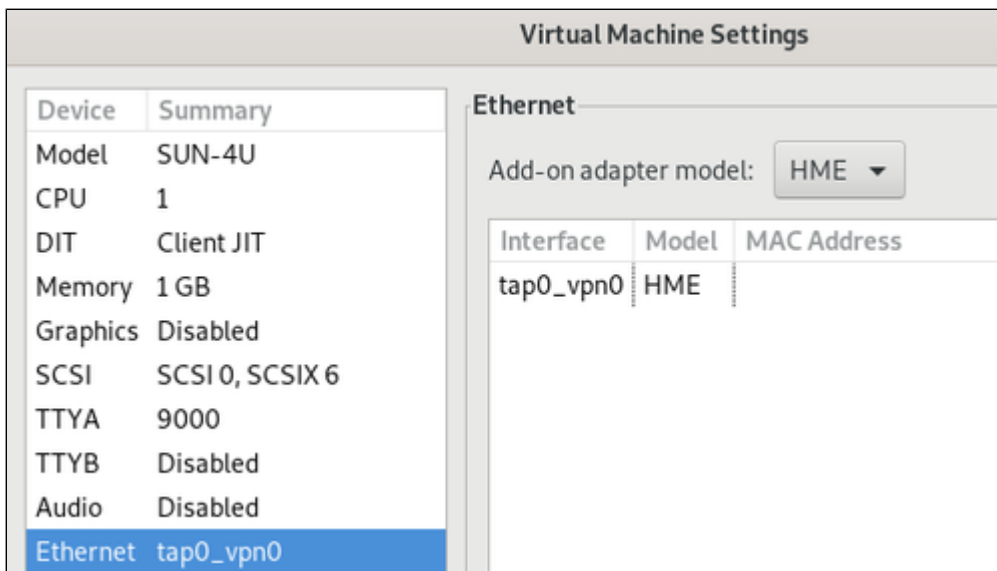 Virtual Machine Settings
Device Summary
Model SUN-4U
CPU 1
DIT Client JIT
Memory 1 GB
Graphics Disabled
SCSI SCSI 0, SCSIX 6
TTYA 9000
TTYB Disabled
Audio Disabled
Ethernet tap0_vpn0
Ethernet
Add-on adapter model: HME
Interface Model MAC Address
tap0_vpn0 HME